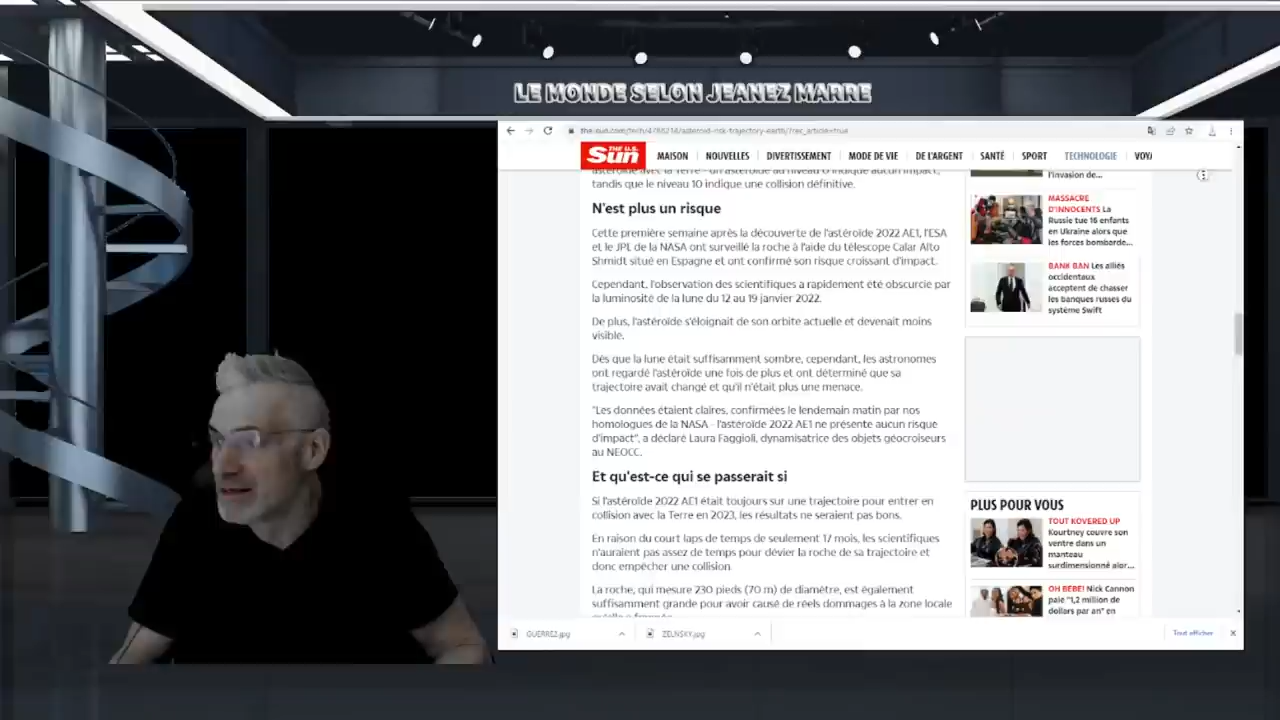 LE MONDE SELON JEANEZ MARRE
THE U.S. Sun
MAISON NOUVELLES DIVERTISSEMENT MODE DE VIE DE L'ARGENT SANTÉ SPORT TECHNOLOGIE VOYA
tandis que le niveau 10 indique une collision définitive.
N'est plus un risque
Cette première semaine après la découverte de l'astéroïde 2022 AE1, l'ESA
et le JPL de la NASA ont surveillé la roche à l'aide du télescope Calar Alto
Shmidt situé en Espagne et ont confirmé son risque croissant d'impact.
Cependant, l'observation des scientifiques a rapidement été obscurcie par
la luminosité de la lune du 12 au 19 janvier 2022.
De plus, l'astéroïde s'éloignait de son orbite actuelle et devenait moins
visible.
Dès que la lune était suffisamment sombre, cependant, les astronomes
ont regardé l'astéroïde une fois de plus et ont déterminé que sa
trajectoire avait changé et qu'il n'était plus une menace.
"Les données étaient claires, confirmées le lendemain matin par nos
homologues de la NASA - l'astéroïde 2022 AE1 ne présente aucun risque
d'impact", a déclaré Laura Faggioli, dynamisatrice des objets géocroiseurs
au NEOCC.
Et qu'est-ce qui se passerait si
Si l'astéroïde 2022 AE1 était toujours sur une trajectoire pour entrer en
collision avec la Terre en 2023, les résultats ne seraient pas bons.
En raison du court laps de temps de seulement 17 mois, les scientifiques
n'auraient pas assez de temps pour dévier la roche de sa trajectoire et
donc empêcher une collision.
La roche, qui mesure 230 pieds (70 m) de diamètre, est également
suffisamment grande pour avoir causé de réels dommages à la zone locale
l'invasion de...
MASSACRE
D'INNOCENTS La
Russie tue 16 enfants
en Ukraine alors que
les forces bombarde...
BANK BAN Les alliés
occidentaux
acceptent de chasser
les banques russes du
système Swift
PLUS POUR VOUS
TOUT KOVERED UP
Kourtney couvre son
ventre dans un
manteau
surdimensionné alor...
OH BÉBÉ! Nick Cannon
paie "1,2 million de
dollars par an" en
GUERREZ.jpg
ZELNSKY.jpg
Tout afficher